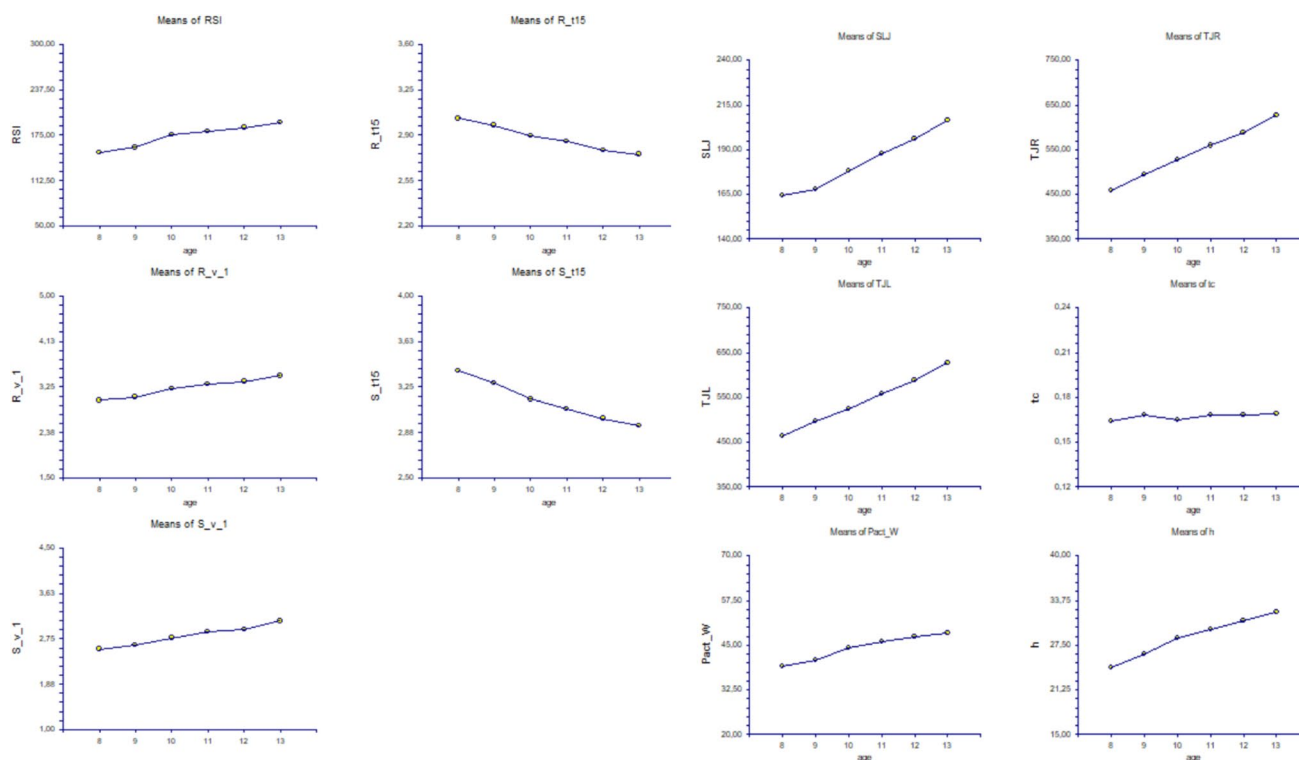 Means of RSI
300,00
237,50
175,00
112,50
50,00
RSI
8 9 10 11 12 13
age
Means of R_t15
3,60
3,25
2,90
2,55
2,20
R_t15
8 9 10 11 12 13
age
Means of SLJ
240,00
215,00
190,00
165,00
140,00
SLJ
8 9 10 11 12 13
age
Means of TJR
750,00
650,00
550,00
450,00
350,00
TJR
8 9 10 11 12 13
age
Means of R_v_1
5,00
4,13
3,25
2,38
1,50
R_v_1
8 9 10 11 12 13
age
Means of S_t15
4,00
3,63
3,25
2,88
2,50
S_t15
8 9 10 11 12 13
age
Means of TJL
750,00
650,00
550,00
450,00
350,00
TJL
8 9 10 11 12 13
age
Means of tc
0,24
0,21
0,18
0,15
0,12
tc
8 9 10 11 12 13
age
Means of S_v_1
4,50
3,63
2,75
1,88
1,00
S_v_1
8 9 10 11 12 13
age
Means of Pact_W
70,00
57,50
45,00
32,50
20,00
Pact_W
8 9 10 11 12 13
age
Means of h
40,00
33,75
27,50
21,25
15,00
h
8 9 10 11 12 13
age